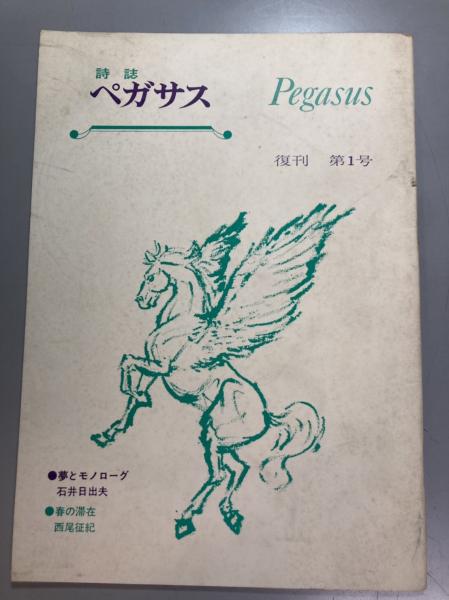 詩誌
ペガサス
Pegasus
復刊 第1号
●夢とモノローグ
石井日出夫
●春の滞在
西尾征紀